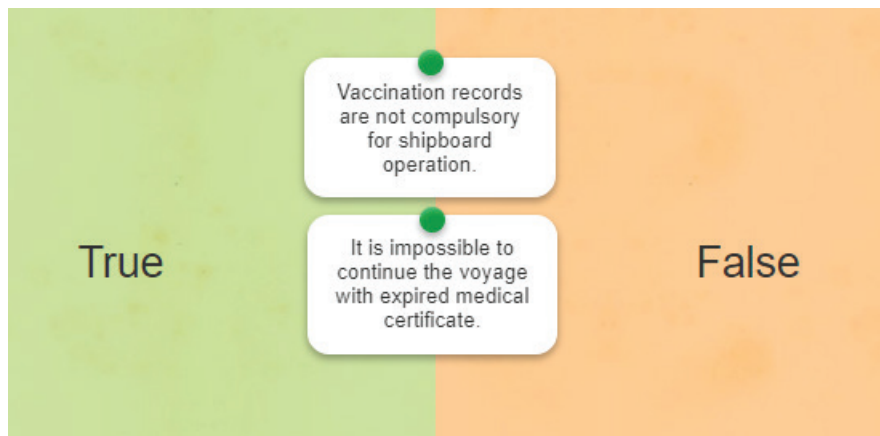 Vaccination records
are not compulsory
for shipboard
operation.
True
It is impossible to
continue the voyage
with expired medical
certificate.
False